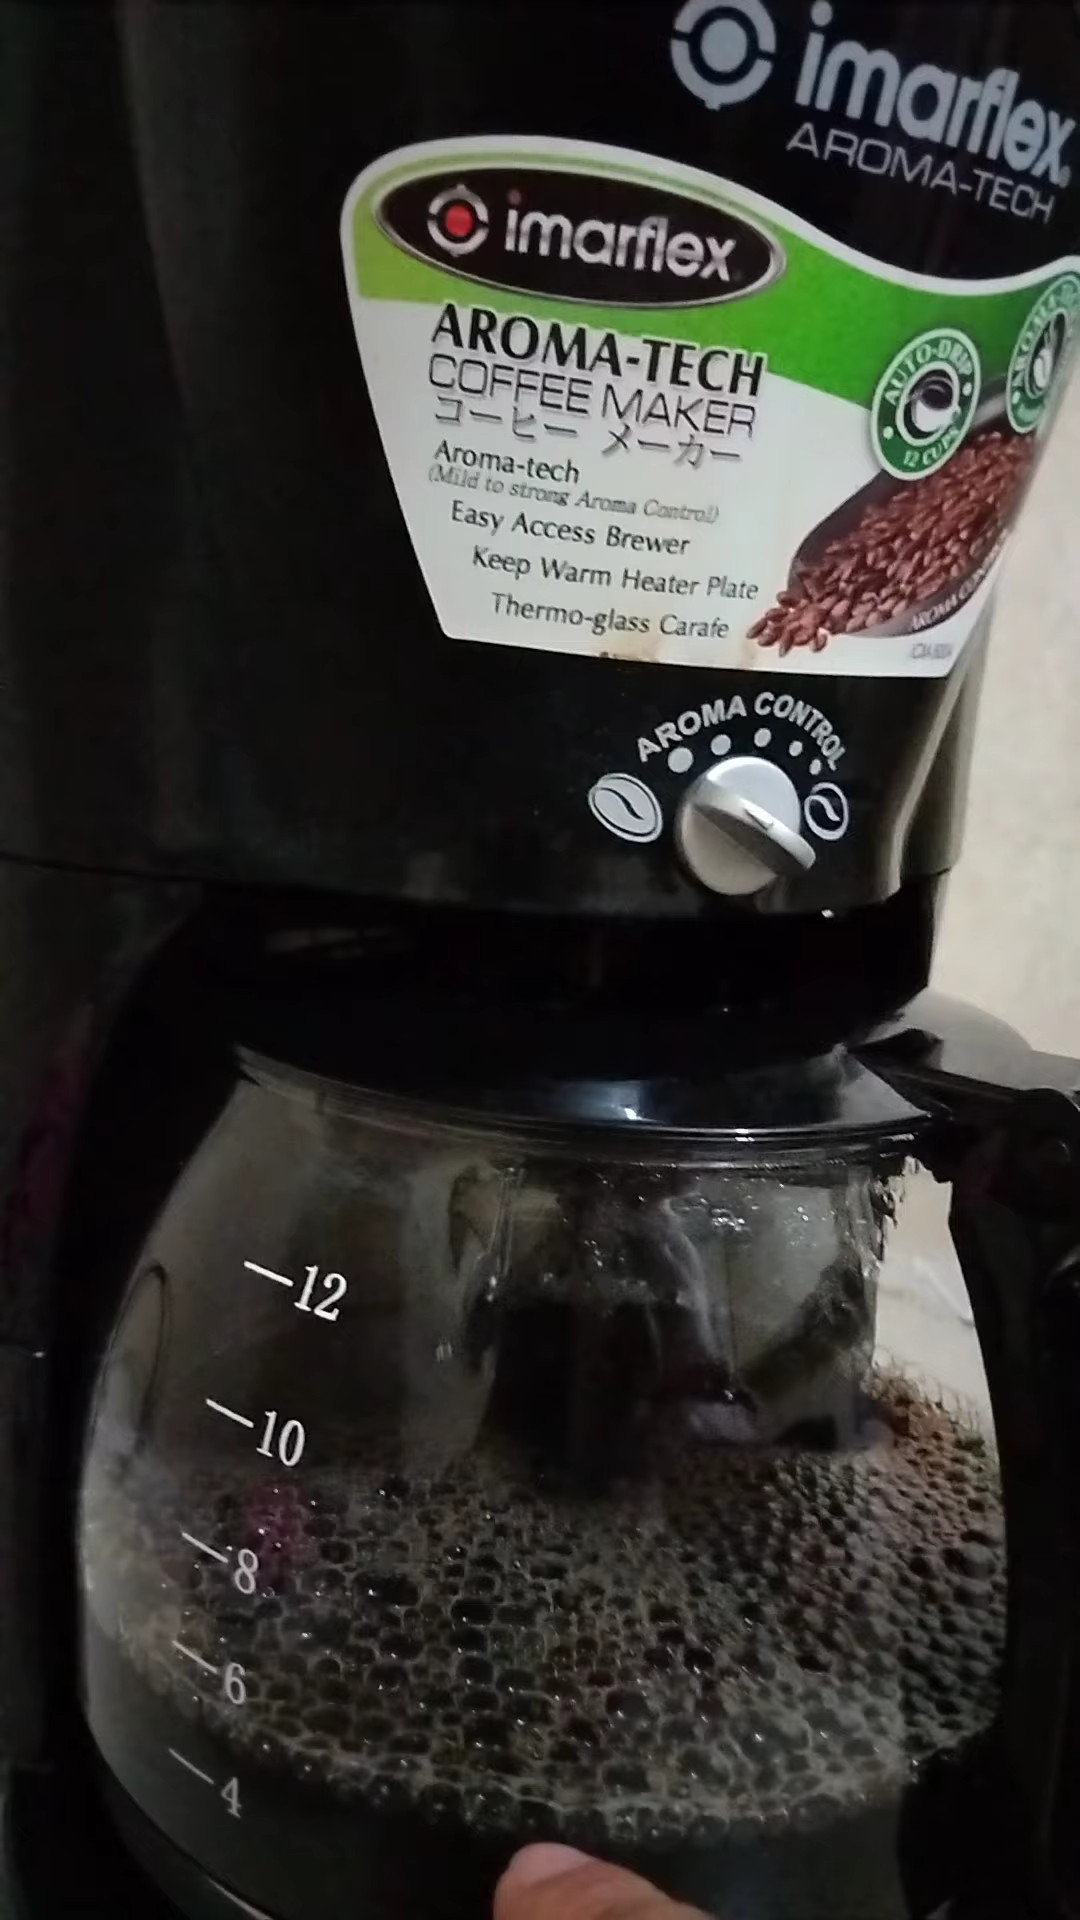 imarflex
AROMA-TECH
imarflex
AROMA-TECH
COFFEE MAKER
コーヒー メーカー
Aroma-tech
(Mild to strong Aroma Control)
Easy Access Brewer
Keep Warm Heater Plate
Thermo-glass Carafe
AUTO-DRIP
12 CUPS
AROMA CONTROL
12
10
8
6
4